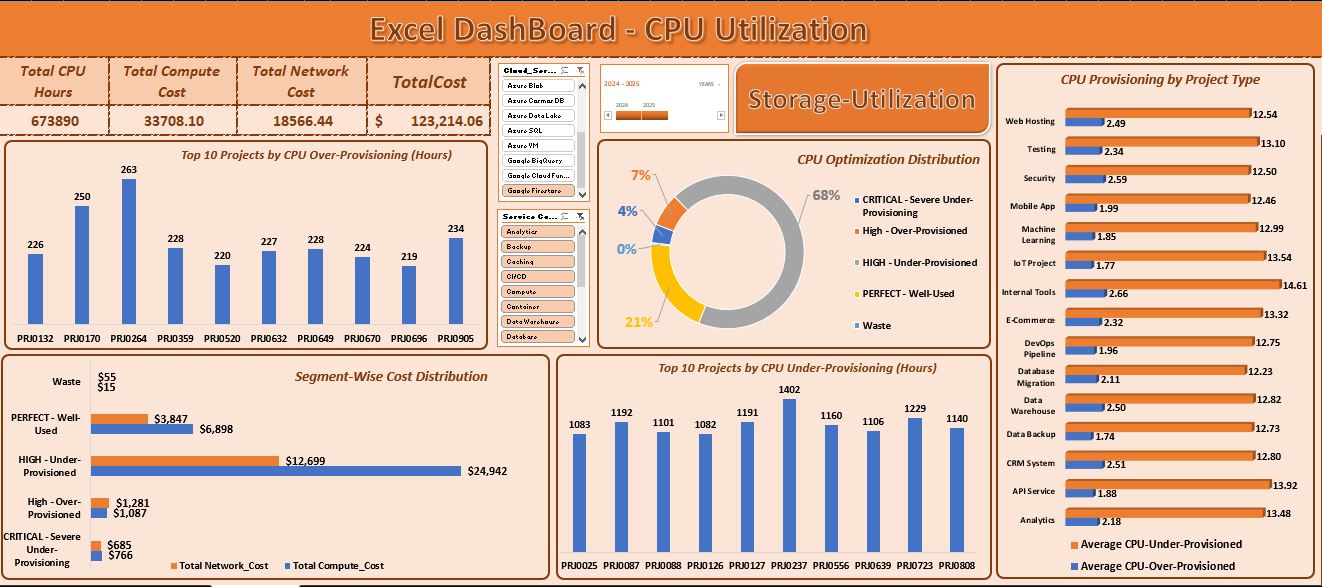 Excel DashBoard - CPU Utilization
Total CPU
Hours
Total Compute
Cost
Total Network
Cost
TotalCost
673890
33708.10
18566.44
$ 123,214.06
Cloud_Ser...
Azure Blob
Azure CosmosDB
Azure Data Lake
Azure SQL
Azure VM
Google BigQuery
Google Cloud Fun...
Google Firestore
2024 - 2025
YEARS
2024 2025
Storage-Utilization
Service Ca...
Analytics
Backup
Caching
CI/CD
Compute
Container
Data Warehouse
Database
Top 10 Projects by CPU Over-Provisioning (Hours)
226 250 263 228 220 227 228 224 219 234
PRJ0132 PRJ0170 PRJ0264 PRJ0359 PRJ0520 PRJ0632 PRJ0649 PRJ0670 PRJ0696 PRJ0905
CPU Optimization Distribution
7%
4%
0%
21%
68%
CRITICAL - Severe Under-
Provisioning
High - Over-Provisioned
HIGH - Under-Provisioned
PERFECT - Well-Used
Waste
Segment-Wise Cost Distribution
Waste
$55
$15
PERFECT - Well-
Used
$3,847
$6,898
HIGH - Under-
Provisioned
$12,699
$24,942
High - Over-
Provisioned
$1,281
$1,087
CRITICAL - Severe
Under-
Provisioning
$685
$766
Total Network_Cost Total Compute_Cost
Top 10 Projects by CPU Under-Provisioning (Hours)
1083 1192 1101 1082 1191 1402 1160 1106 1229 1140
PRJ0025 PRJ0087 PRJ0088 PRJ0126 PRJ0127 PRJ0237 PRJ0556 PRJ0639 PRJ0723 PRJ0808
CPU Provisioning by Project Type
Web Hosting
12.54
2.49
Testing
13.10
2.34
Security
12.50
2.59
Mobile App
12.46
1.99
Machine
Learning
12.99
1.85
IoT Project
13.54
1.77
Internal Tools
14.61
2.66
E-Commerce
13.32
2.32
DevOps
Pipeline
12.75
1.96
Database
Migration
12.23
2.11
Data
Warehouse
12.82
2.50
Data Backup
12.73
1.74
CRM System
12.80
2.51
API Service
13.92
1.88
Analytics
13.48
2.18
Average CPU-Under-Provisioned
Average CPU-Over-Provisioned